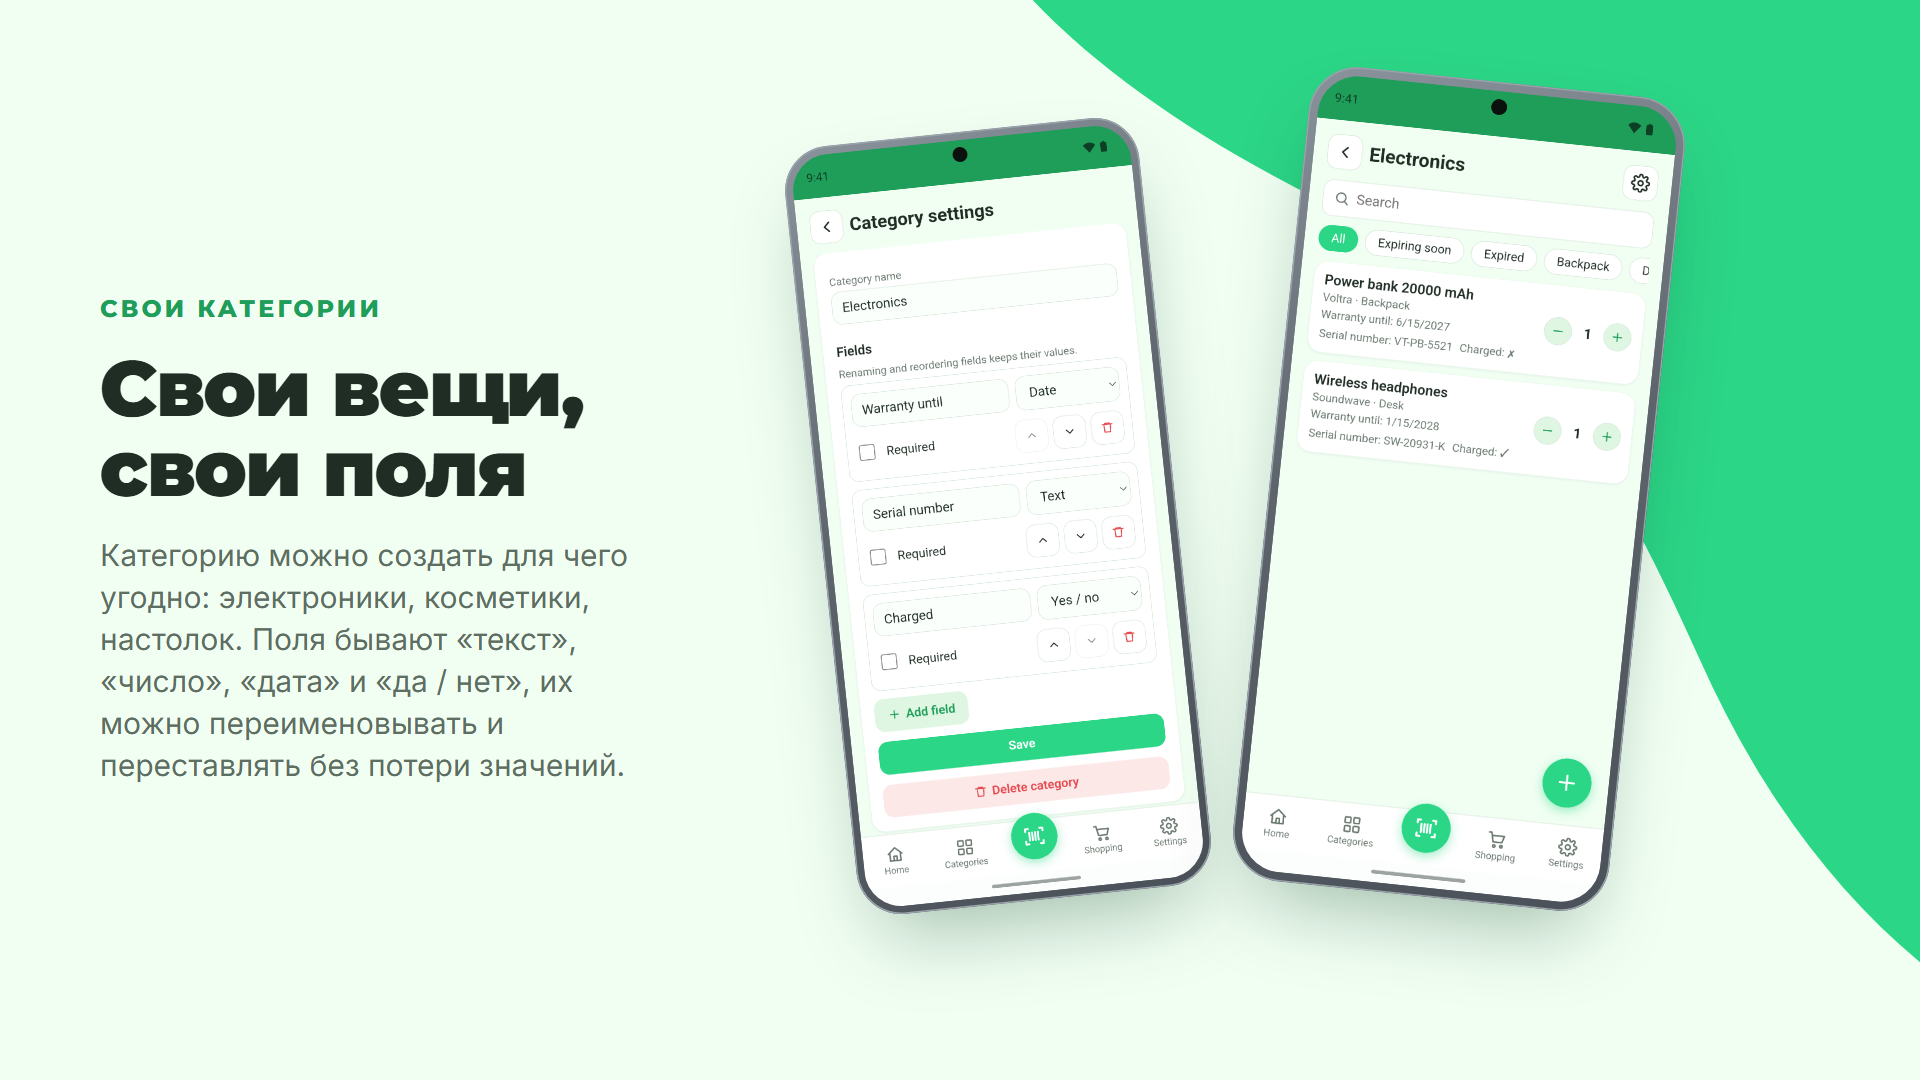 СВОИ КАТЕГОРИИ
Свои вещи,
свои поля
Категорию можно создать для чего
угодно: электроники, косметики,
настолок. Поля бывают «текст»,
«число», «дата» и «да / нет», их
можно переименовывать и
переставлять без потери значений.
9:41
Category settings
Category name
Electronics
Fields
Renaming and reordering fields keeps their values.
Warranty until
Date
Required
Serial number
Text
Required
Charged
Yes / no
Required
+ Add field
Save
Delete category
Home
Categories
Shopping
Settings
9:41
Electronics
Search
All
Expiring soon
Expired
Backpack
D
Power bank 20000 mAh
Voltra · Backpack
Warranty until: 6/15/2027
Serial number: VT-PB-5521 Charged: ✗
− 1 +
Wireless headphones
Soundwave · Desk
Warranty until: 1/15/2028
Serial number: SW-20931-K Charged: ✓
− 1 +
Home
Categories
Shopping
Settings